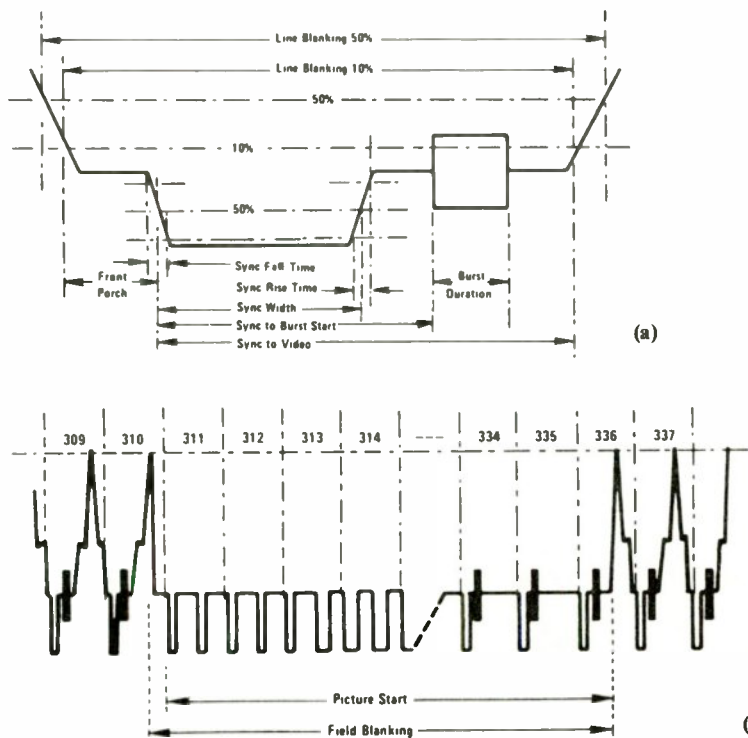 Line Blanking 50%
Line Blanking 10%
50%
10%
50%
Sync Fall Time
Front
Porch
Sync Rise Time
Burst
Duration
Sync Width
Sync to Burst Start
Sync to Video
(a)
309 310 311 312 313 314 334 335 336 337
Picture Start
Field Blanking
(